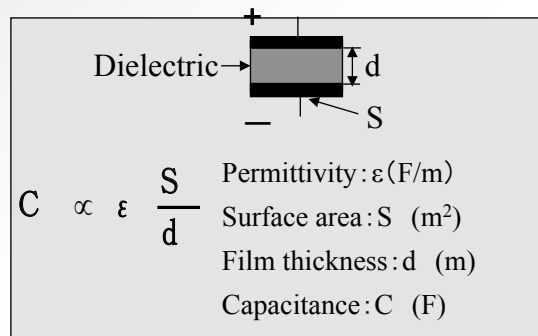 +
Dielectric
d
—
S
C ∝ ε S/d
Permittivity:ε(F/m)
Surface area:S (m²)
Film thickness:d (m)
Capacitance:C (F)